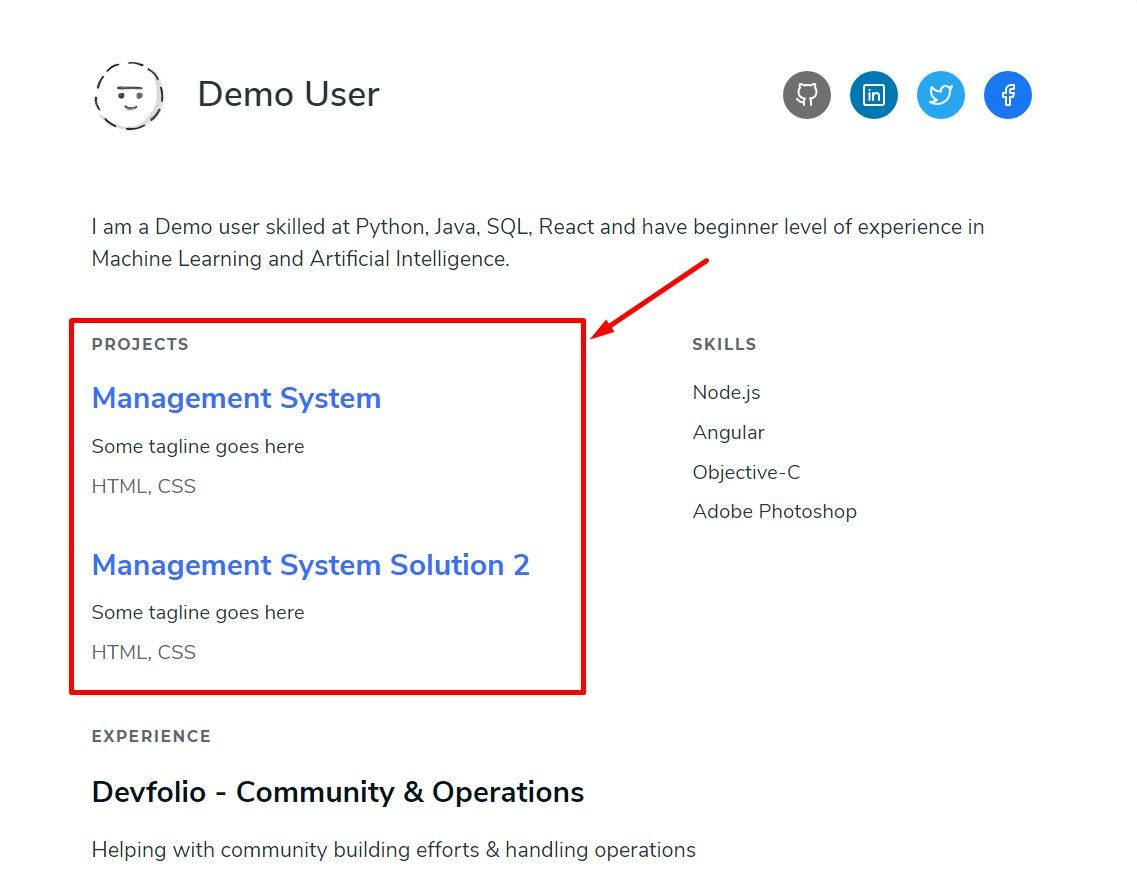 Demo User
I am a Demo user skilled at Python, Java, SQL, React and have beginner level of experience in
Machine Learning and Artificial Intelligence.
PROJECTS
Management System
Some tagline goes here
HTML, CSS
Management System Solution 2
Some tagline goes here
HTML, CSS
SKILLS
Node.js
Angular
Objective-C
Adobe Photoshop
EXPERIENCE
Devfolio - Community & Operations
Helping with community building efforts & handling operations